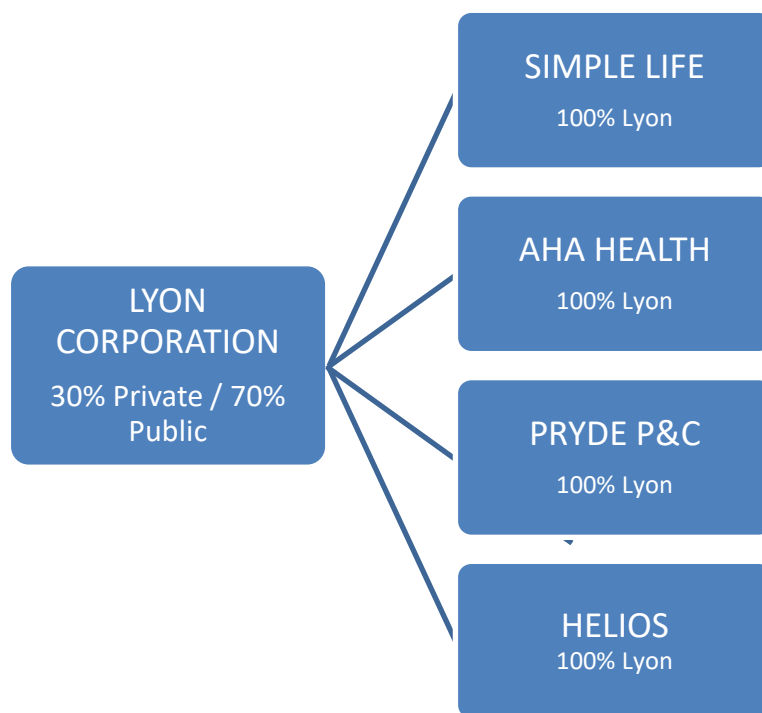 LYON
CORPORATION
30% Private / 70%
Public
SIMPLE LIFE
100% Lyon
AHA HEALTH
100% Lyon
PRYDE P&C
100% Lyon
HELIOS
100% Lyon